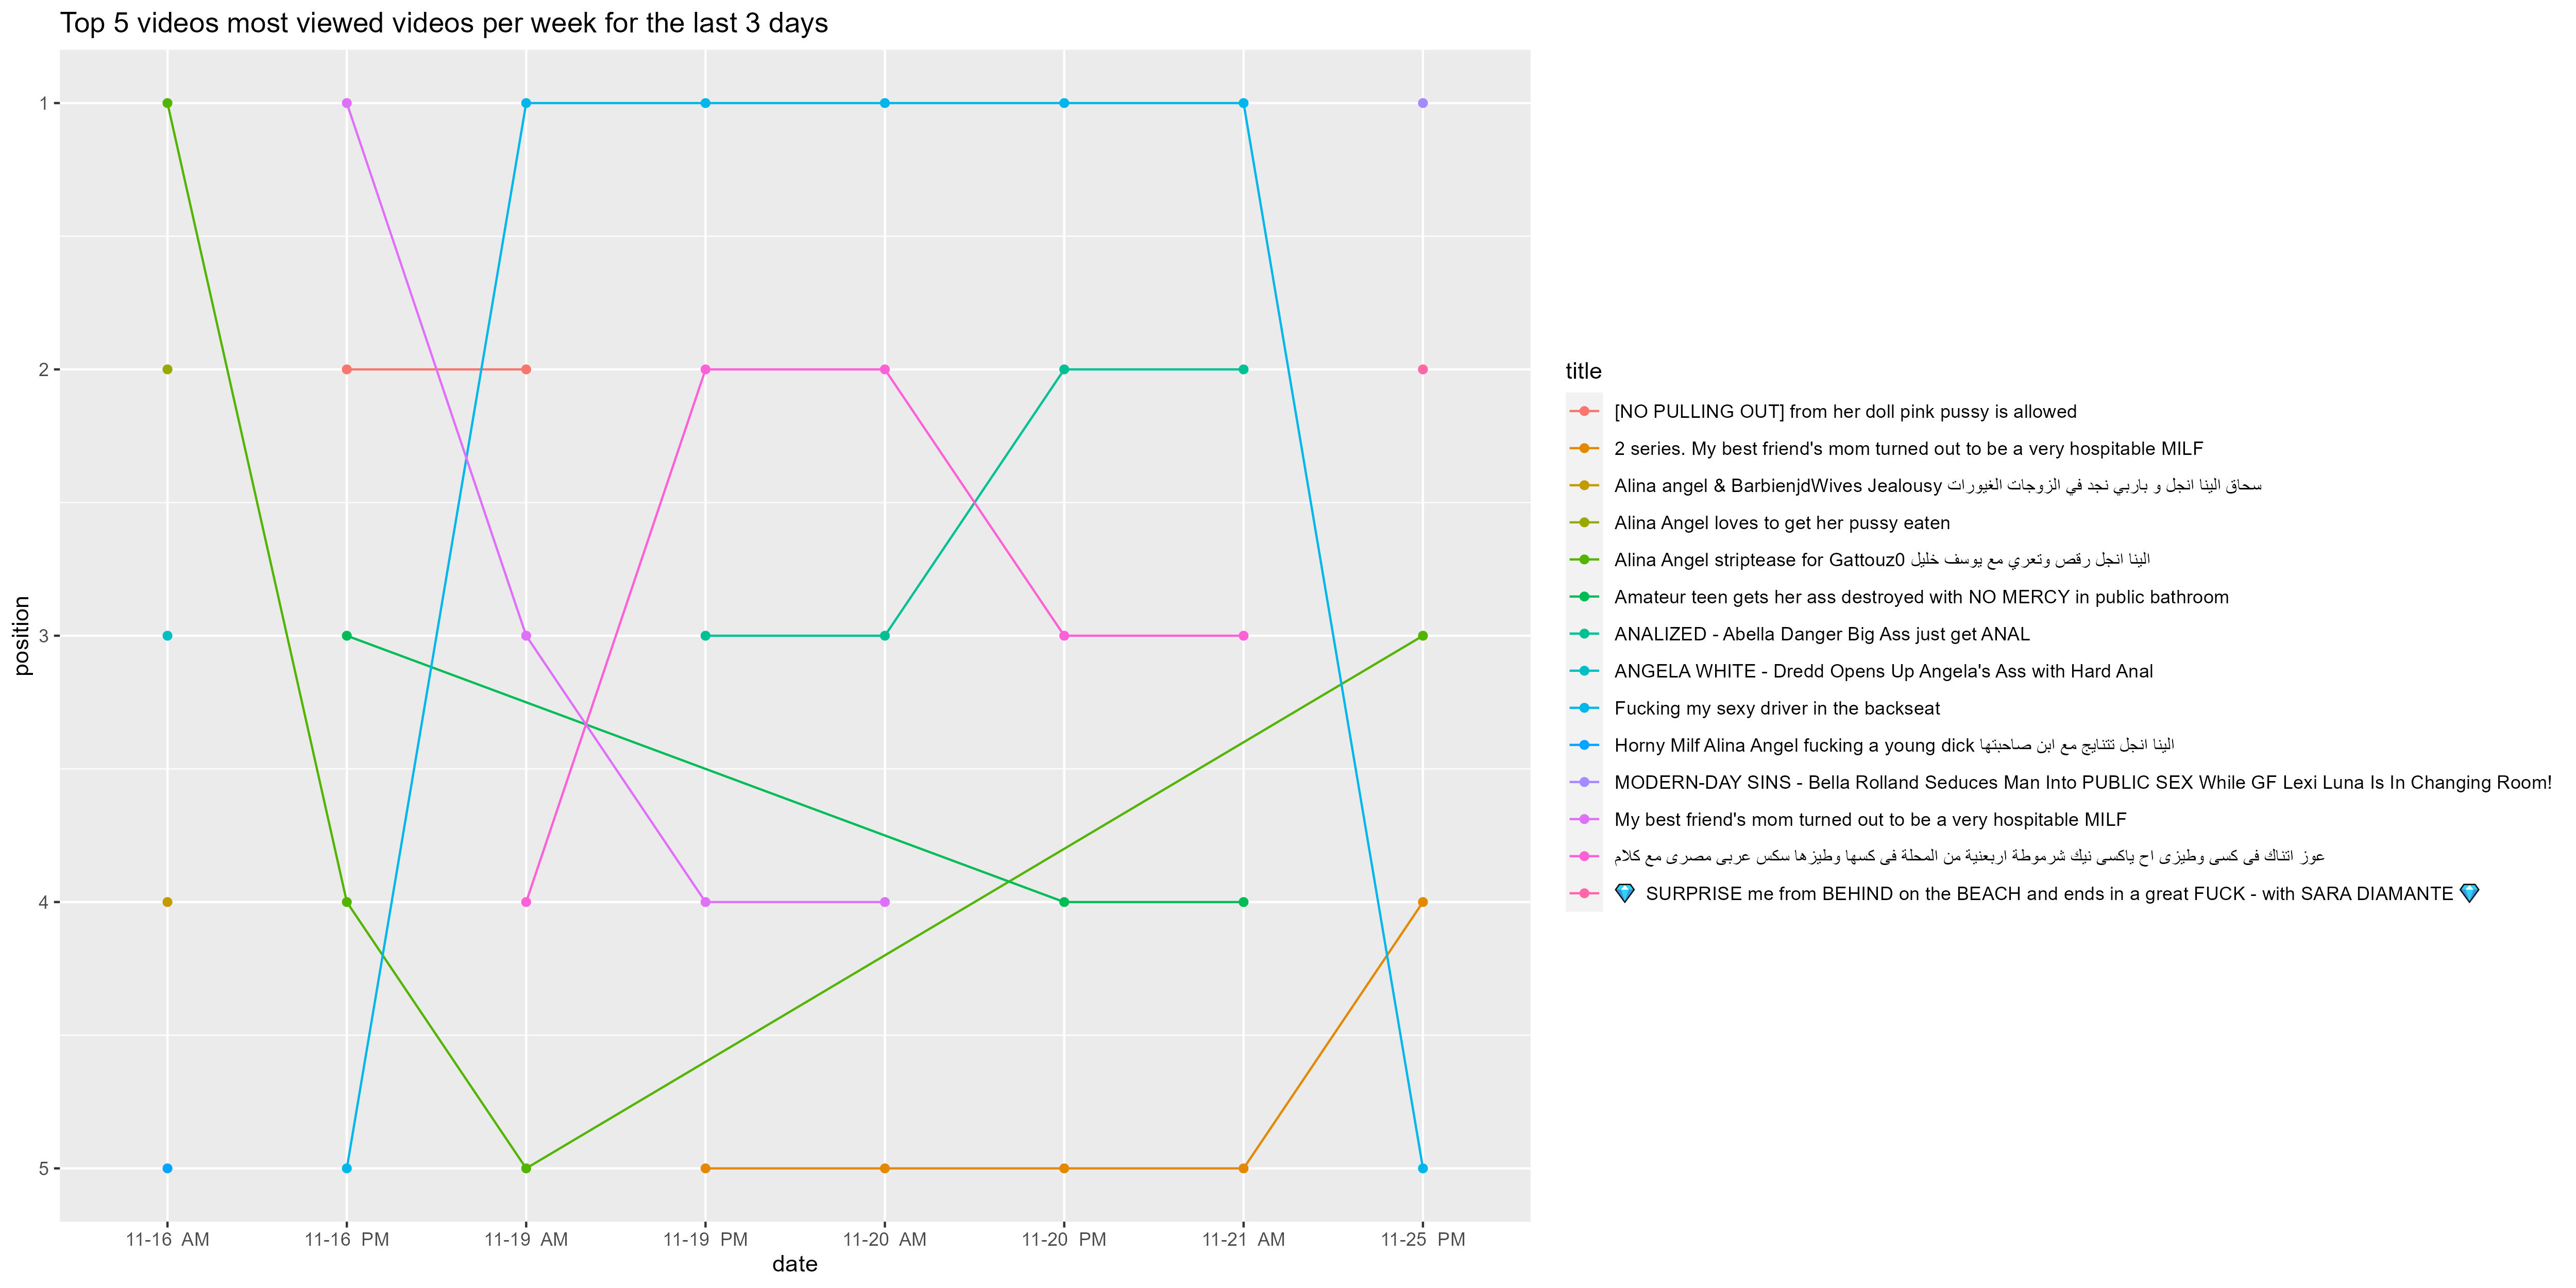 Top 5 videos most viewed videos per week for the last 3 days
position
1
2
3
4
5
11-16 AM 11-16 PM 11-19 AM 11-19 PM 11-20 AM 11-20 PM 11-21 AM 11-25 PM
date
title
[NO PULLING OUT] from her doll pink pussy is allowed
2 series. My best friend's mom turned out to be a very hospitable MILF
Alina angel & BarbienjdWives Jealousy سحاق الينا انجل و باربي نجد في الزوجات الغيورات
Alina Angel loves to get her pussy eaten
Alina Angel striptease for Gattouz0 الينا انجل رقص وتعري مع يوسف خليل
Amateur teen gets her ass destroyed with NO MERCY in public bathroom
ANALIZED - Abella Danger Big Ass just get ANAL
ANGELA WHITE - Dredd Opens Up Angela's Ass with Hard Anal
Fucking my sexy driver in the backseat
Horny Milf Alina Angel fucking a young dick الينا انجل تتنايج مع ابن صاحبتها
MODERN-DAY SINS - Bella Rolland Seduces Man Into PUBLIC SEX While GF Lexi Luna Is In Changing Room!
My best friend's mom turned out to be a very hospitable MILF
عوز اتناك فى كسى وطيزى اح ياكسى نيك شرموطة اربعنية من المحلة فى كسها وطيزها سكس عربى مصرى مع كلام
💎 SURPRISE me from BEHIND on the BEACH and ends in a great FUCK - with SARA DIAMANTE 💎